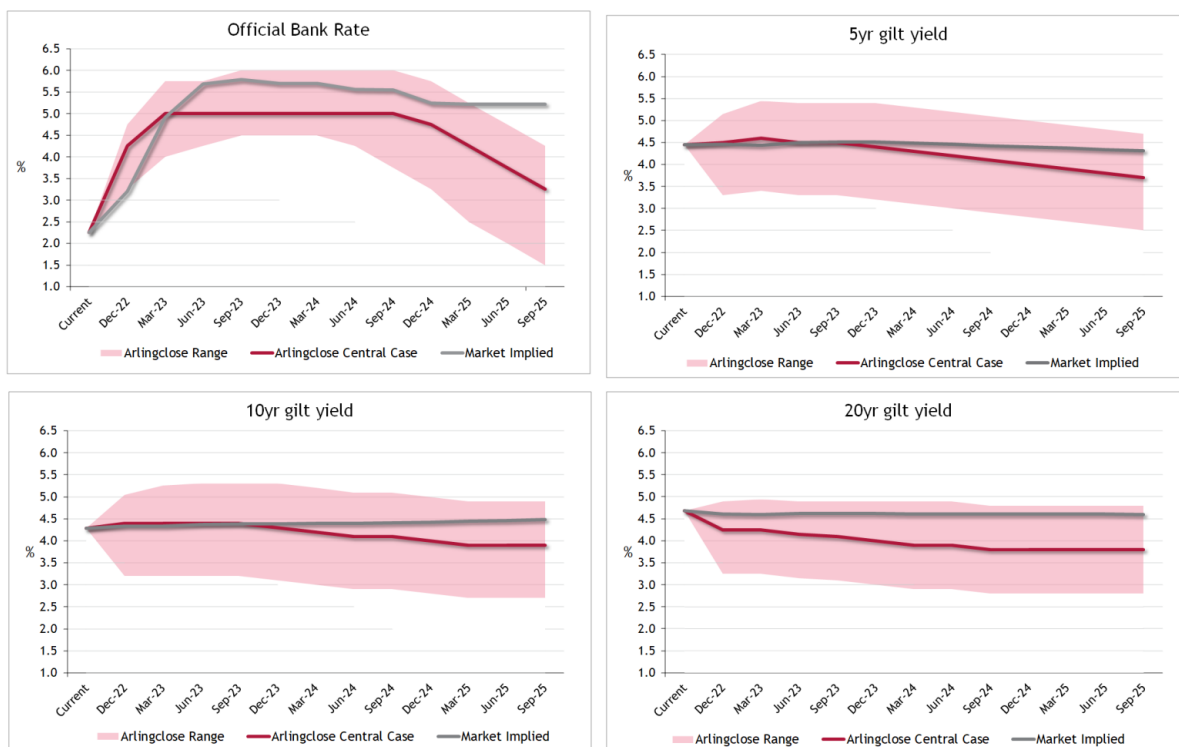 Official Bank Rate
6.5
6.0
5.5
5.0
4.5
4.0
3.5
3.0
2.5
2.0
1.5
1.0
%
Current
Dec-22
Mar-23
Jun-23
Sep-23
Dec-23
Mar-24
Jun-24
Sep-24
Dec-24
Mar-25
Jun-25
Sep-25
Arlingclose Range
Arlingclose Central Case
Market Implied
5yr gilt yield
6.5
6.0
5.5
5.0
4.5
4.0
3.5
3.0
2.5
2.0
1.5
1.0
%
Current
Dec-22
Mar-23
Jun-23
Sep-23
Dec-23
Mar-24
Jun-24
Sep-24
Dec-24
Mar-25
Jun-25
Sep-25
Arlingclose Range
Arlingclose Central Case
Market Implied
10yr gilt yield
6.5
6.0
5.5
5.0
4.5
4.0
3.5
3.0
2.5
2.0
1.5
1.0
%
Current
Dec-22
Mar-23
Jun-23
Sep-23
Dec-23
Mar-24
Jun-24
Sep-24
Dec-24
Mar-25
Jun-25
Sep-25
Arlingclose Range
Arlingclose Central Case
Market Implied
20yr gilt yield
6.5
6.0
5.5
5.0
4.5
4.0
3.5
3.0
2.5
2.0
1.5
1.0
%
Current
Dec-22
Mar-23
Jun-23
Sep-23
Dec-23
Mar-24
Jun-24
Sep-24
Dec-24
Mar-25
Jun-25
Sep-25
Arlingclose Range
Arlingclose Central Case
Market Implied